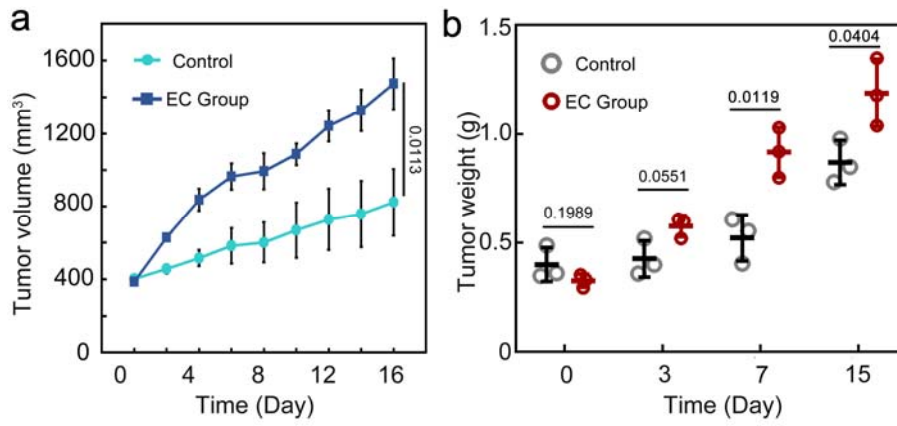 a
Tumor volume (mm³)
1600
1200
800
400
0
Control
EC Group
0.0113
0 4 8 10 12 16
Time (Day)
b
Tumor weight (g)
1.5
1.0
0.5
0.0
Control
EC Group
0.1989
0.0551
0.0119
0.0404
0 3 7 15
Time (Day)